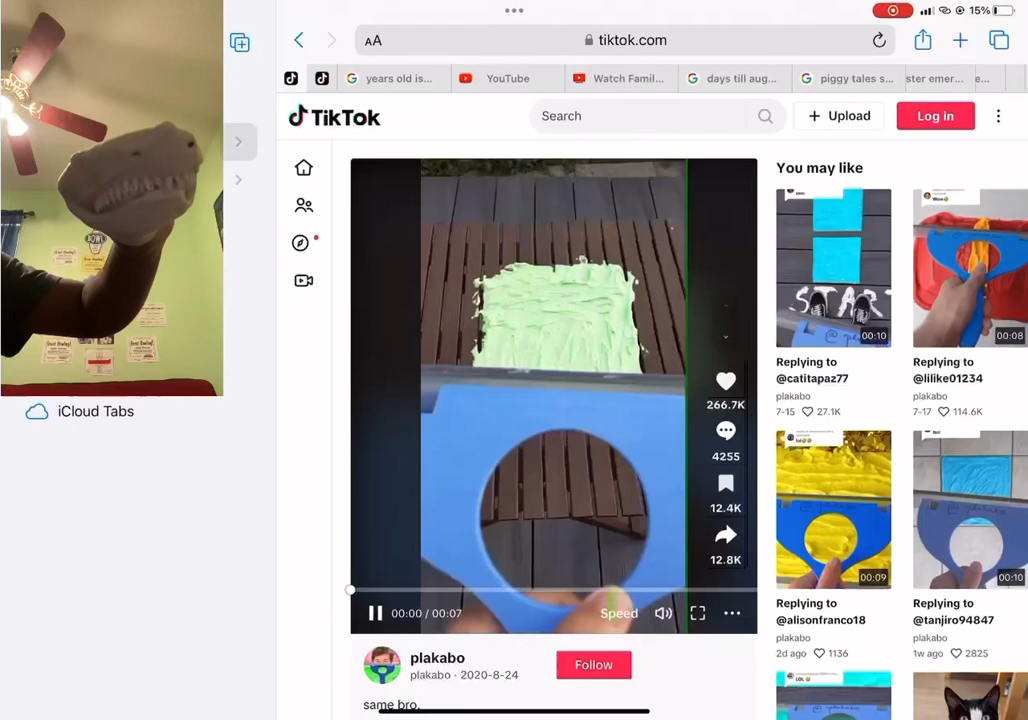 15%
AA
tiktok.com
years old is...
YouTube
Watch Famil...
days till aug...
piggy tales s...
ster emer...
e...
TikTok
Search
Upload
Log in
You may like
266.7K
4255
12.4K
12.8K
00:00 / 00:07
Speed
START
00:10
Replying to
@catitapaz77
plakabo
7-15 27.1K
00:08
Replying to
@lilike01234
plakabo
7-17 114.6K
00:09
Replying to
@alisonfranco18
plakabo
2d ago 1136
00:10
Replying to
@tanjiro94847
plakabo
1w ago 2825
plakabo
plakabo · 2020-8-24
Follow
same bro.
iCloud Tabs
BOWL